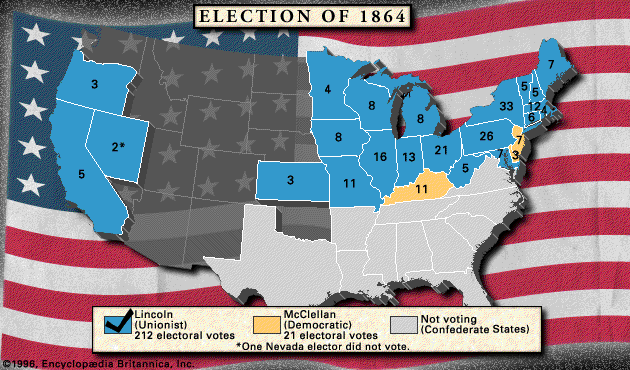 ELECTION OF 1864
7
3
4
5
5
8
33
12
4
8
6
8
26
7
2*
16
13
21
7
3
5
5
3
11
11
Lincoln
(Unionist)
212 electoral votes
McClellan
(Democratic)
21 electoral votes
Not voting
(Confederate States)
*One Nevada elector did not vote.
©1996, Encyclopædia Britannica, Inc.